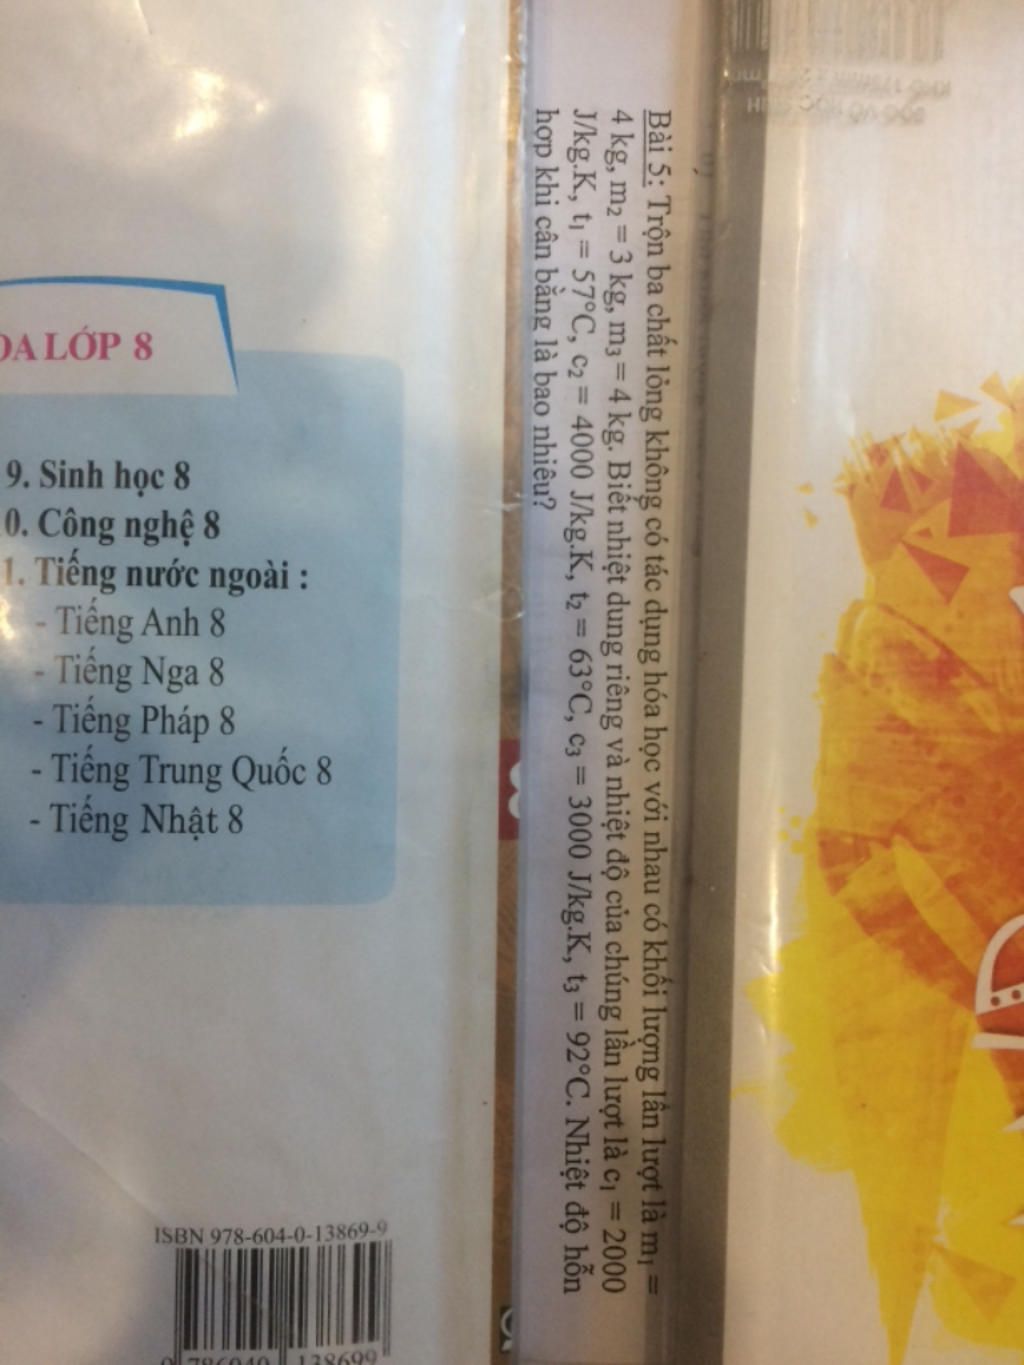 Bài 5: Trộn ba chất lỏng không có tác dụng hóa học với nhau có khối lượng lần lượt là m₁ =
4 kg, m₂ = 3 kg, m₃ = 4 kg. Biết nhiệt dung riêng và nhiệt độ của chúng lần lượt là c₁ = 2000
J/kg.K, t₁ = 57°C, c₂ = 4000 J/kg.K, t₂ = 63°C, c₃ = 3000 J/kg.K, t₃ = 92°C. Nhiệt độ hỗn
hợp khi cân bằng là bao nhiêu?
LỚP 8
9. Sinh học 8
0. Công nghệ 8
1. Tiếng nước ngoài :
- Tiếng Anh 8
- Tiếng Nga 8
- Tiếng Pháp 8
- Tiếng Trung Quốc 8
- Tiếng Nhật 8
ISBN 978-604-0-13869-9